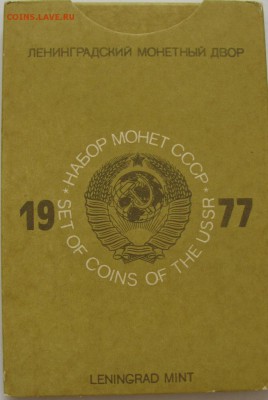 COINS.LAVE.RU
ЛЕНИНГРАДСКИЙ МОНЕТНЫЙ ДВОР
НАБОР МОНЕТ СССР
19 77
SET OF COINS OF THE USSR
LENINGRAD MINT